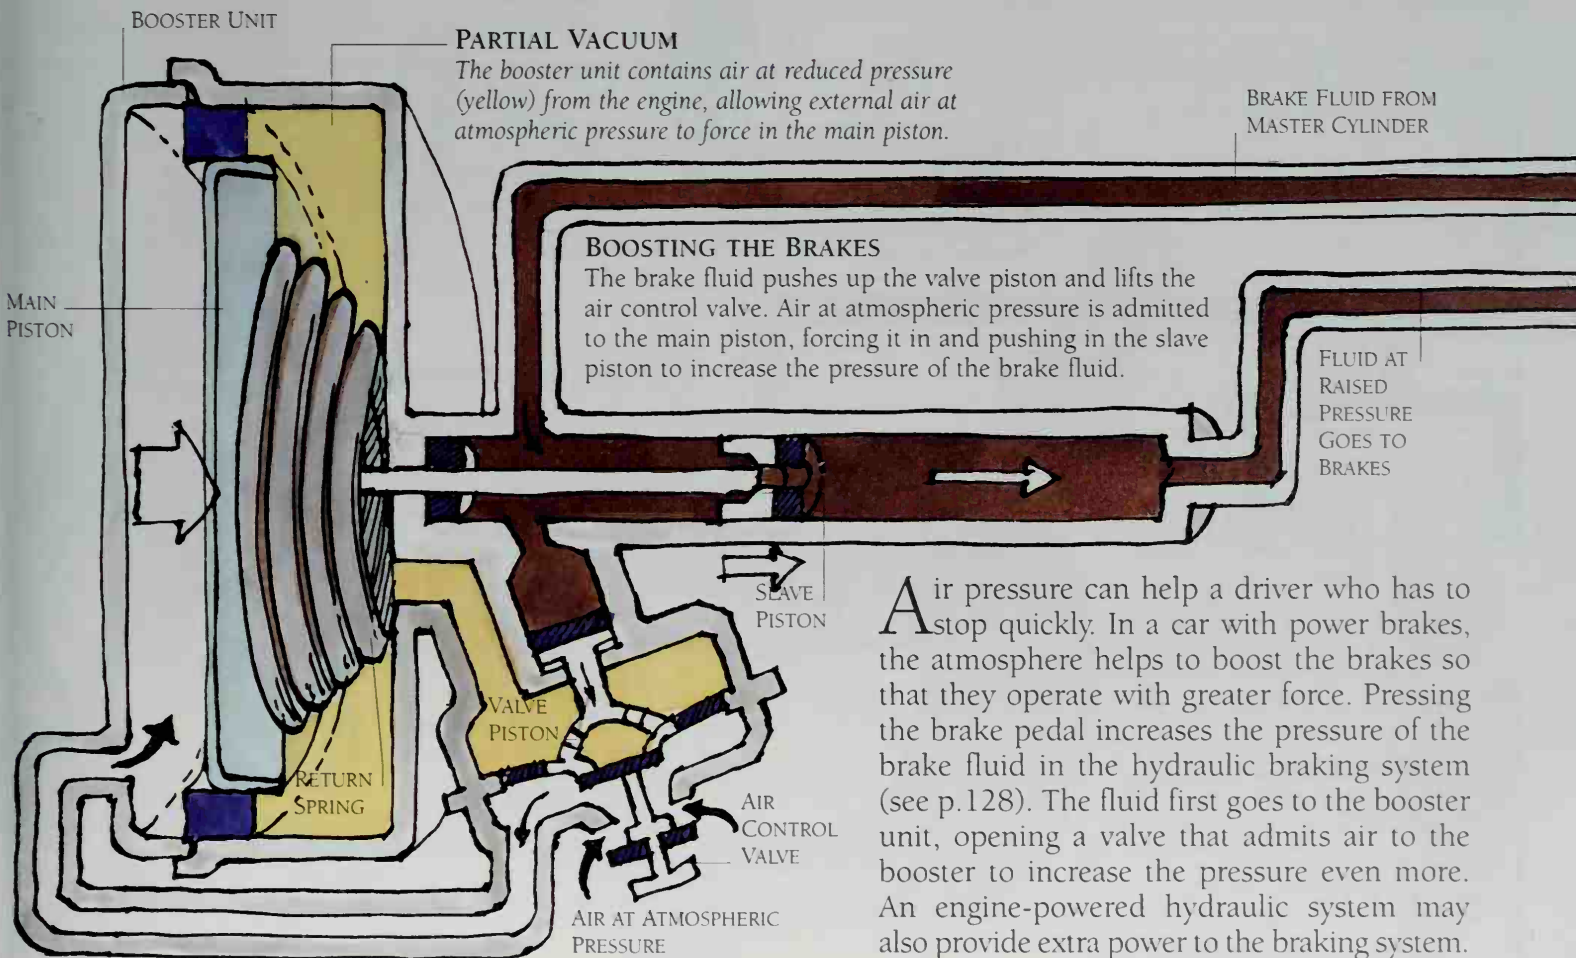 BOOSTER UNIT
PARTIAL VACUUM
The booster unit contains air at reduced pressure
(yellow) from the engine, allowing external air at
atmospheric pressure to force in the main piston.
BRAKE FLUID FROM
MASTER CYLINDER
BOOSTING THE BRAKES
The brake fluid pushes up the valve piston and lifts the
air control valve. Air at atmospheric pressure is admitted
to the main piston, forcing it in and pushing in the slave
piston to increase the pressure of the brake fluid.
MAIN
PISTON
FLUID AT
RAISED
PRESSURE
GOES TO
BRAKES
SLAVE
PISTON
VALVE
PISTON
RETURN
SPRING
AIR
CONTROL
VALVE
AIR AT ATMOSPHERIC
PRESSURE
Air pressure can help a driver who has to
stop quickly. In a car with power brakes,
the atmosphere helps to boost the brakes so
that they operate with greater force. Pressing
the brake pedal increases the pressure of the
brake fluid in the hydraulic braking system
(see p.128). The fluid first goes to the booster
unit, opening a valve that admits air to the
booster to increase the pressure even more.
An engine-powered hydraulic system may
also provide extra power to the braking system.